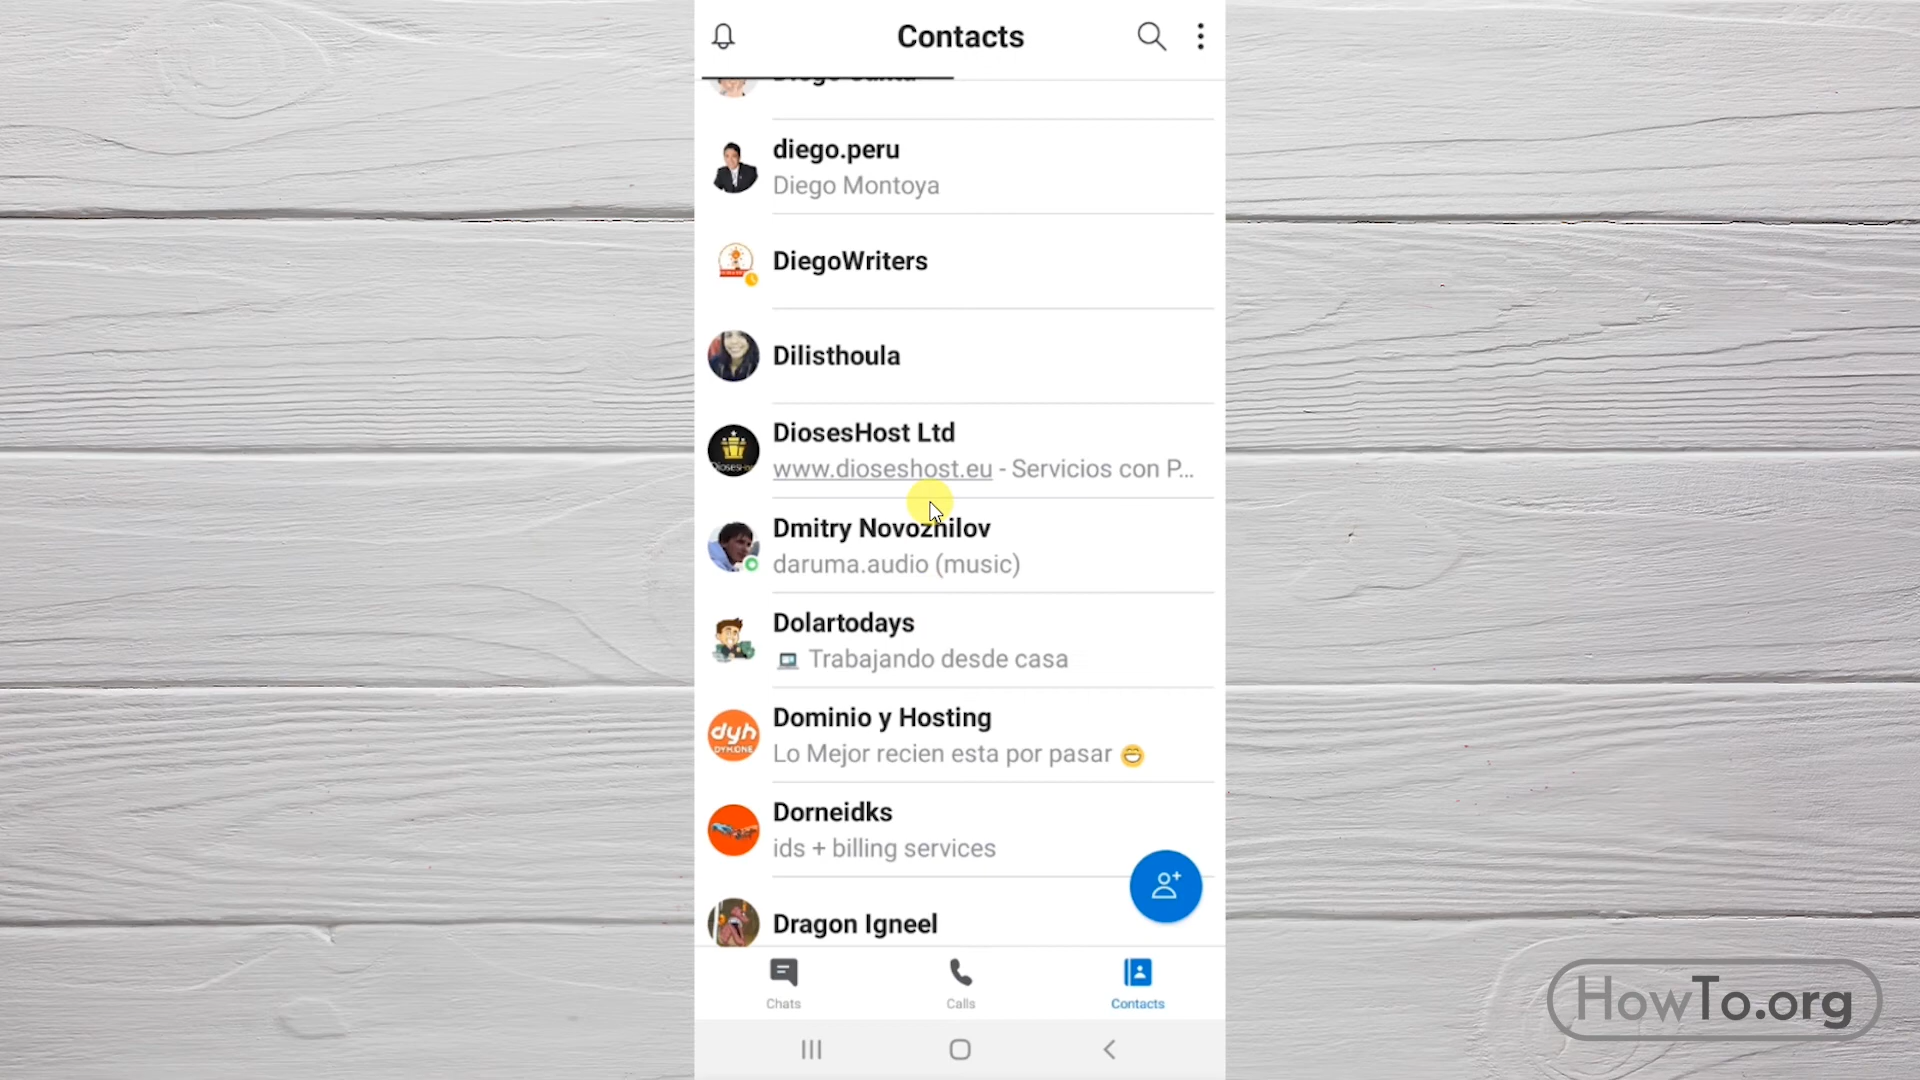 Contacts
diego.peru
Diego Montoya
DiegoWriters
Dilisthoula
DiosesHost Ltd
www.dioseshost.eu - Servicios con P...
Dmitry Novozhilov
daruma.audio (music)
Dolartodays
Trabajando desde casa
Dominio y Hosting
Lo Mejor recien esta por pasar
dyh
Dorneidks
ids + billing services
Dragon Igneel
Chats
Calls
Contacts
HowTo.org